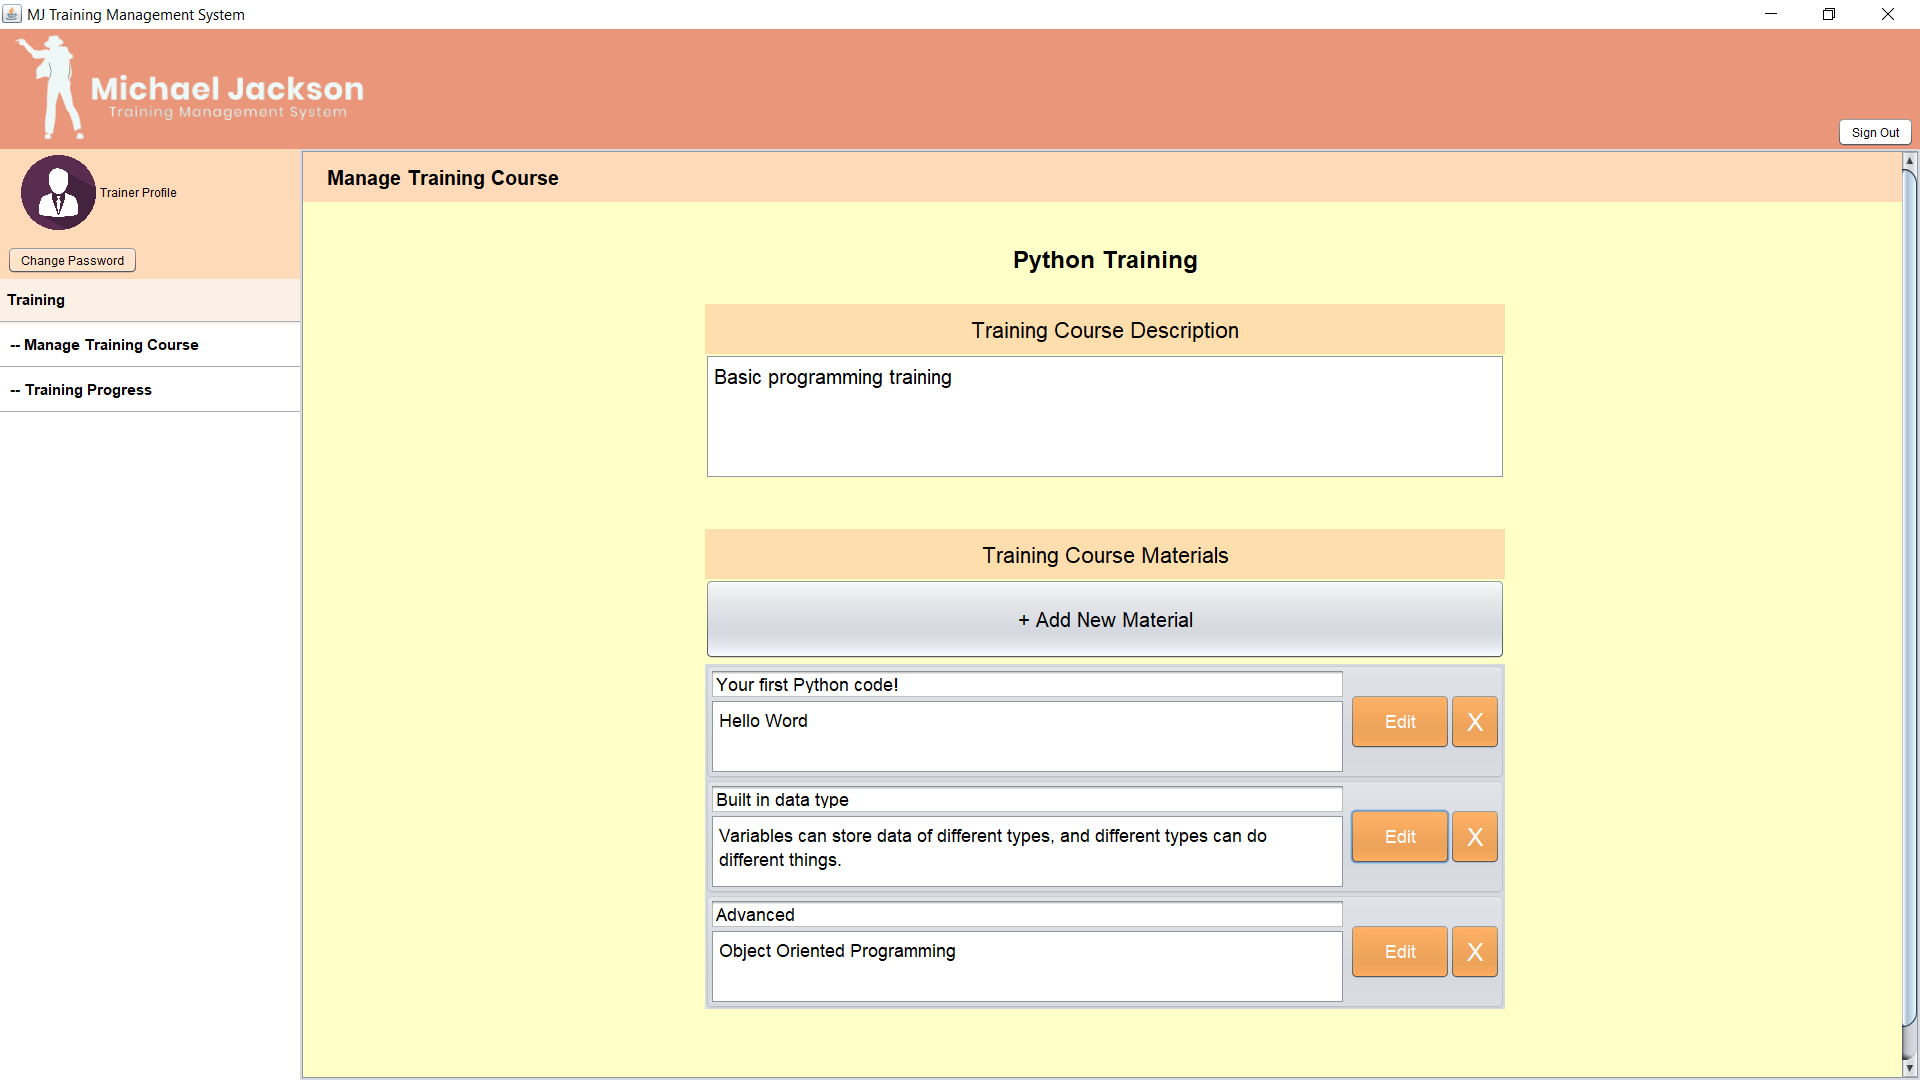 MJ Training Management System
Michael Jackson
Training Management System
Sign Out
Trainer Profile
Change Password
Training
-- Manage Training Course
-- Training Progress
Manage Training Course
Python Training
Training Course Description
Basic programming training
Training Course Materials
+ Add New Material
Your first Python code!
Hello Word
Edit X
Built in data type
Variables can store data of different types, and different types can do
different things.
Edit X
Advanced
Object Oriented Programming
Edit X